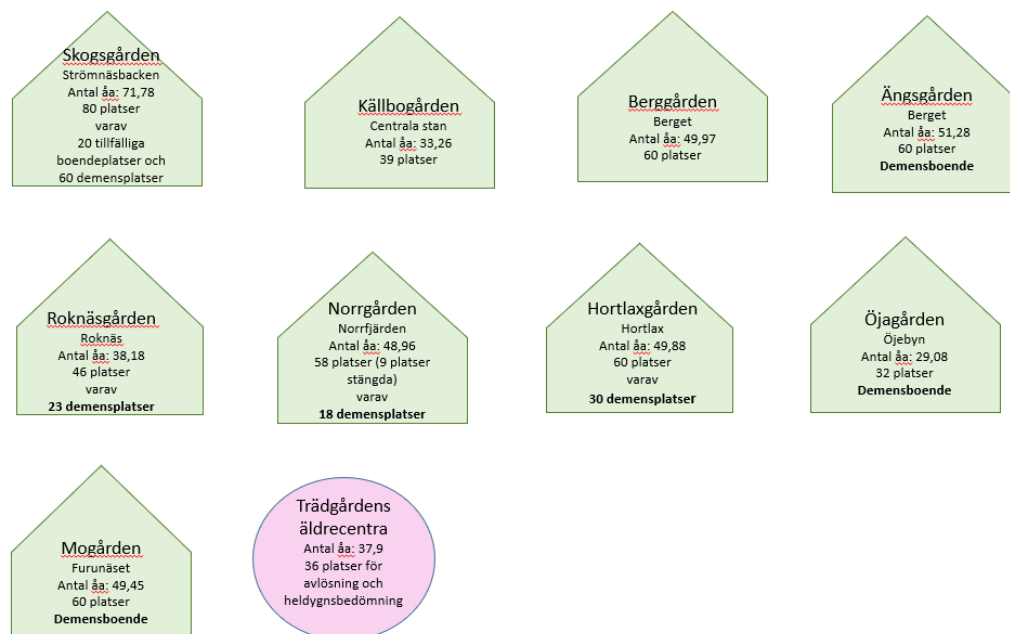 Skogsgården
Strömnäsbacken
Antal åa: 71,78
80 platser
varav
20 tillfälliga
boendeplatser och
60 demensplatser
Källbogården
Centrala stan
Antal åa: 33,26
39 platser
Berggården
Berget
Antal åa: 49,97
60 platser
Ängsgården
Berget
Antal åa: 51,28
60 platser
Demensboende
Roknäsgården
Roknäs
Antal åa: 38,18
46 platser
varav
23 demensplatser
Norrgården
Norrfjärden
Antal åa: 48,96
58 platser (9 platser
stängda)
varav
18 demensplatser
Hortlaxgården
Hortlax
Antal åa: 49,88
60 platser
varav
30 demensplatser
Öjagården
Öjebyn
Antal åa: 29,08
32 platser
Demensboende
Mogården
Furunäset
Antal åa: 49,45
60 platser
Demensboende
Trädgårdens
äldrecentra
Antal åa: 37,9
36 platser för
avlösning och
heldygnsbedömning